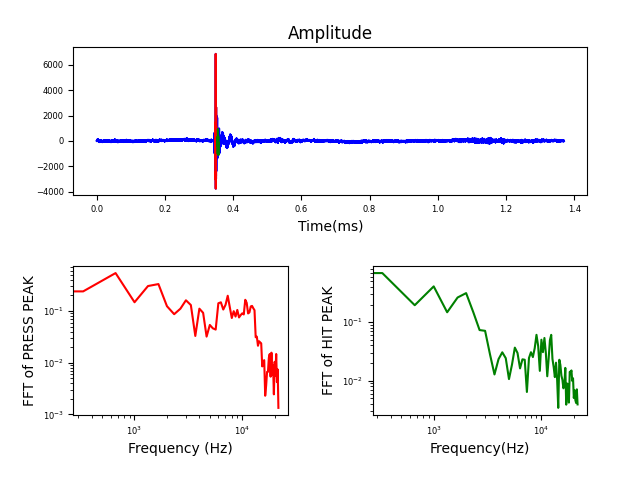 Amplitude
6000
4000
2000
0
−2000
−4000
0.0 0.2 0.4 0.6 0.8 1.0 1.2 1.4
Time(ms)
FFT of PRESS PEAK
10⁻¹
10⁻²
10⁻³
10³ 10⁴
Frequency (Hz)
FFT of HIT PEAK
10⁻¹
10⁻²
10³ 10⁴
Frequency(Hz)